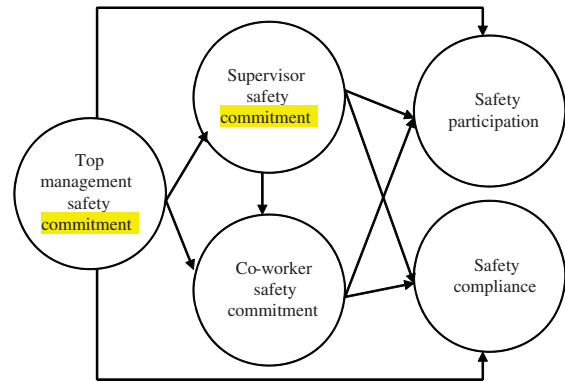 Supervisor
safety
commitment
Safety
participation
Top
management
safety
commitment
Co-worker
safety
commitment
Safety
compliance